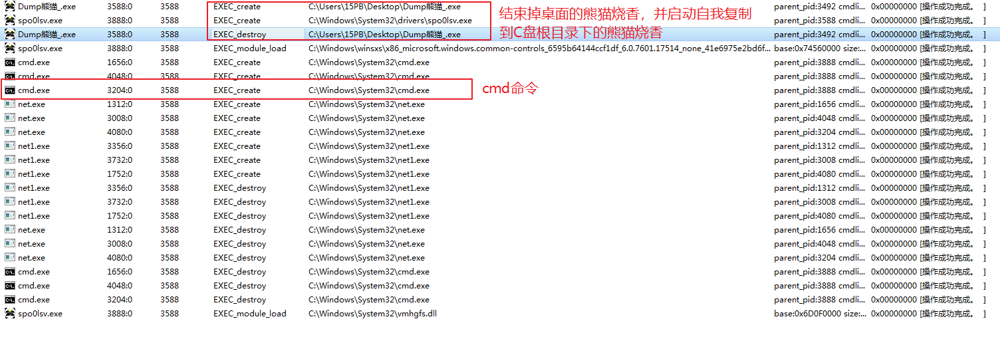 Dump熊猫_.exe 3588:0 3588 EXEC_create C:\Users\15PB\Desktop\Dump熊猫_.exe parent_pid:3492 cmdli... 0x00000000 [操作成功完成。 ]
spo0lsv.exe 3888:0 3588 EXEC_create C:\Windows\System32\drivers\spo0lsv.exe parent_pid:3588 cmdli... 0x00000000 [操作成功完成。 ]
Dump熊猫_.exe 3588:0 3588 EXEC_destroy C:\Users\15PB\Desktop\Dump熊猫_.exe parent_pid:3492 cmdli... 0x00000000 [操作成功完成。 ]
结束掉桌面的熊猫烧香，并启动自我复制
到C盘根目录下的熊猫烧香
spo0lsv.exe 3888:0 3588 EXEC_module_load C:\Windows\winsxs\x86_microsoft.windows.common-controls_6595b64144ccf1df_6.0.7601.17514_none_41e6975e2bd6f... base:0x74560000 size:... 0x00000000 [操作成功完成。 ]
cmd.exe 1656:0 3588 EXEC_create C:\Windows\System32\cmd.exe parent_pid:3888 cmdli... 0x00000000 [操作成功完成。 ]
cmd.exe 4048:0 3588 EXEC_create C:\Windows\System32\cmd.exe parent_pid:3888 cmdli... 0x00000000 [操作成功完成。 ]
cmd.exe 3204:0 3588 EXEC_create C:\Windows\System32\cmd.exe parent_pid:3888 cmdli... 0x00000000 [操作成功完成。 ]
cmd命令
net.exe 1312:0 3588 EXEC_create C:\Windows\System32\net.exe parent_pid:1656 cmdli... 0x00000000 [操作成功完成。 ]
net.exe 3008:0 3588 EXEC_create C:\Windows\System32\net.exe parent_pid:4048 cmdli... 0x00000000 [操作成功完成。 ]
net.exe 4080:0 3588 EXEC_create C:\Windows\System32\net.exe parent_pid:3204 cmdli... 0x00000000 [操作成功完成。 ]
net1.exe 3356:0 3588 EXEC_create C:\Windows\System32\net1.exe parent_pid:1312 cmdli... 0x00000000 [操作成功完成。 ]
net1.exe 3732:0 3588 EXEC_create C:\Windows\System32\net1.exe parent_pid:3008 cmdli... 0x00000000 [操作成功完成。 ]
net1.exe 1752:0 3588 EXEC_create C:\Windows\System32\net1.exe parent_pid:4080 cmdli... 0x00000000 [操作成功完成。 ]
net1.exe 3356:0 3588 EXEC_destroy C:\Windows\System32\net1.exe parent_pid:1312 cmdli... 0x00000000 [操作成功完成。 ]
net1.exe 3732:0 3588 EXEC_destroy C:\Windows\System32\net1.exe parent_pid:3008 cmdli... 0x00000000 [操作成功完成。 ]
net1.exe 1752:0 3588 EXEC_destroy C:\Windows\System32\net1.exe parent_pid:4080 cmdli... 0x00000000 [操作成功完成。 ]
net.exe 1312:0 3588 EXEC_destroy C:\Windows\System32\net.exe parent_pid:1656 cmdli... 0x00000000 [操作成功完成。 ]
net.exe 3008:0 3588 EXEC_destroy C:\Windows\System32\net.exe parent_pid:4048 cmdli... 0x00000000 [操作成功完成。 ]
net.exe 4080:0 3588 EXEC_destroy C:\Windows\System32\net.exe parent_pid:3204 cmdli... 0x00000000 [操作成功完成。 ]
cmd.exe 1656:0 3588 EXEC_destroy C:\Windows\System32\cmd.exe parent_pid:3888 cmdli... 0x00000000 [操作成功完成。 ]
cmd.exe 4048:0 3588 EXEC_destroy C:\Windows\System32\cmd.exe parent_pid:3888 cmdli... 0x00000000 [操作成功完成。 ]
cmd.exe 3204:0 3588 EXEC_destroy C:\Windows\System32\cmd.exe parent_pid:3888 cmdli... 0x00000000 [操作成功完成。 ]
spo0lsv.exe 3888:0 3588 EXEC_module_load C:\Windows\System32\vmhgfs.dll base:0x6D0F0000 size:... 0x00000000 [操作成功完成。 ]